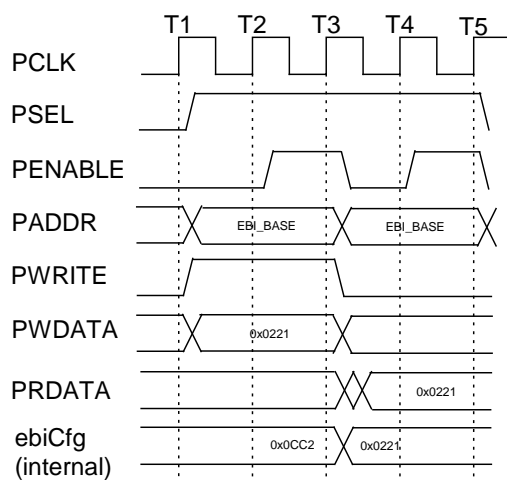 T1 T2 T3 T4 T5
PCLK
PSEL
PENABLE
PADDR EBI_BASE EBI_BASE
PWRITE
PWDATA 0x0221
PRDATA 0x0221
ebiCfg 0x0CC2 0x0221
(internal)